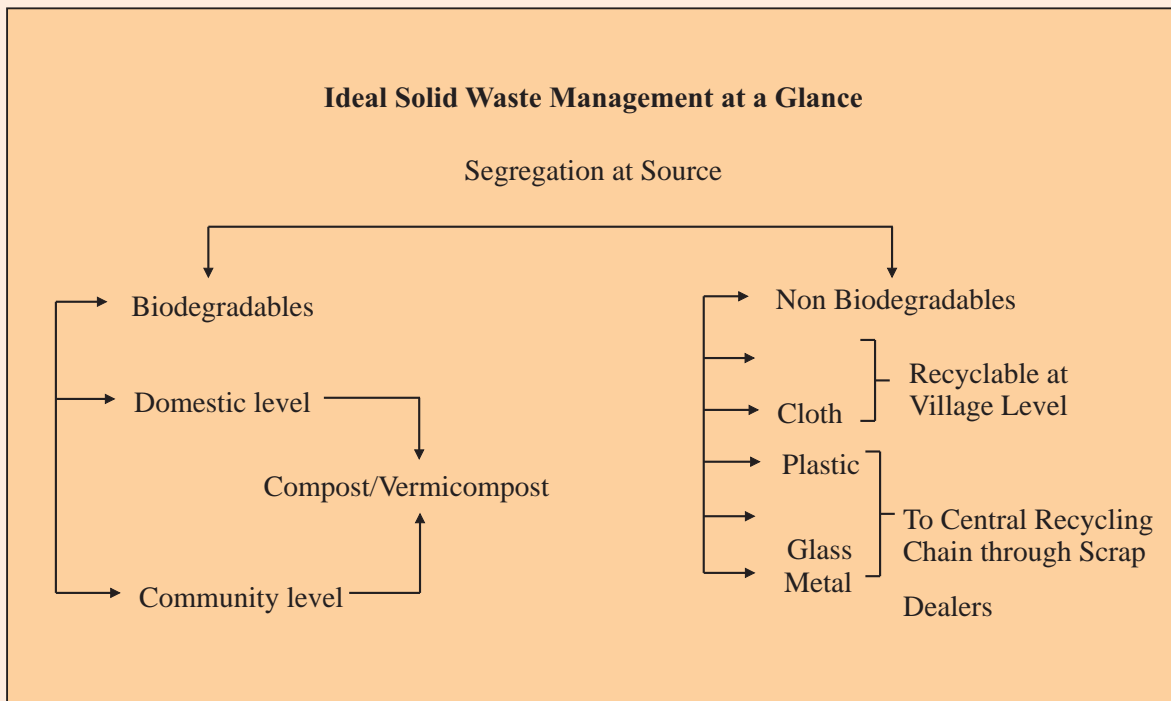 Ideal Solid Waste Management at a Glance
Segregation at Source
Biodegradables
Domestic level
Compost/Vermicompost
Community level
Non Biodegradables
Cloth
Recyclable at
Village Level
Plastic
Glass
Metal
To Central Recycling
Chain through Scrap
Dealers